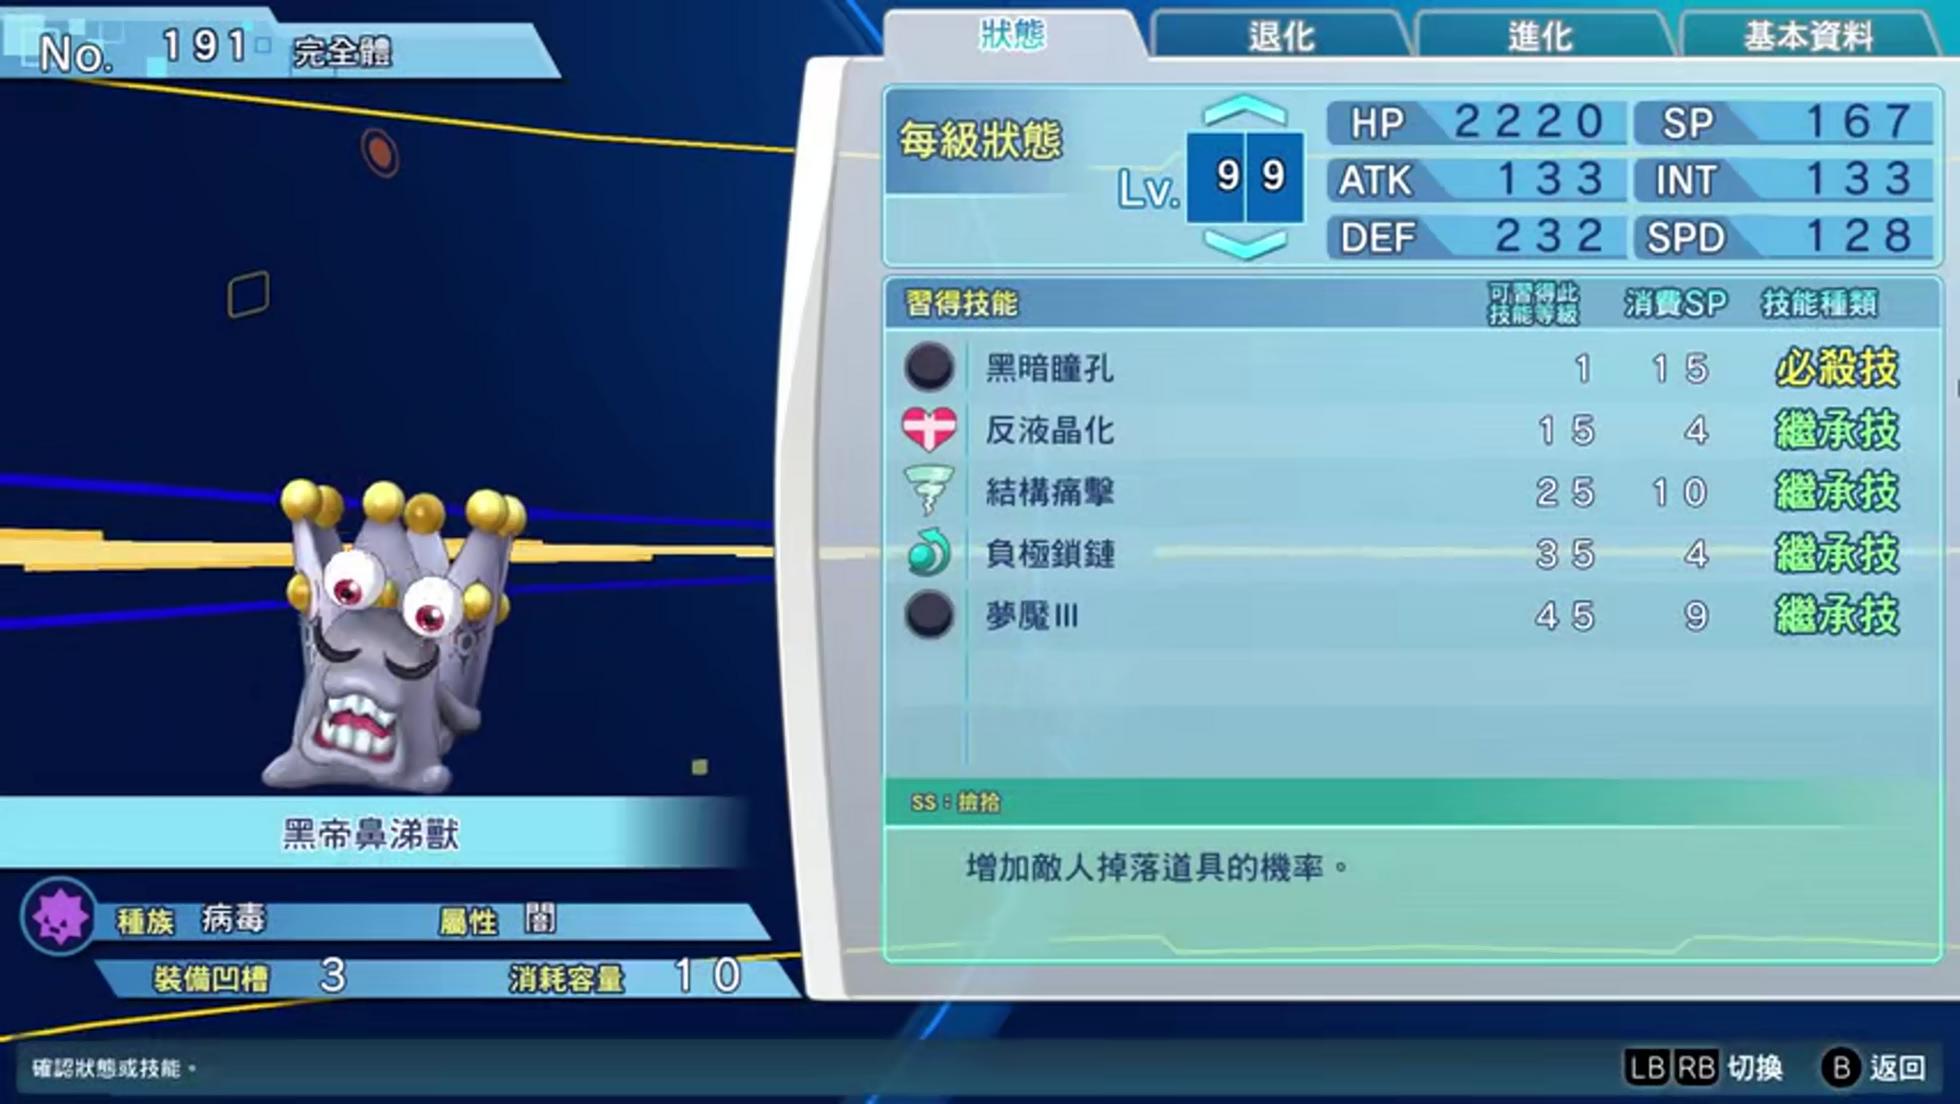 No. 191 完全體
狀態 退化 進化 基本資料
每級狀態 Lv. 99
HP 2220 SP 167
ATK 133 INT 133
DEF 232 SPD 128
習得技能 可習得此技能等級 消費SP 技能種類
黑暗瞳孔 1 15 必殺技
反液晶化 15 4 繼承技
結構痛擊 25 10 繼承技
負極鎖鏈 35 4 繼承技
夢魘III 45 9 繼承技
SS：撿拾
增加敵人掉落道具的機率。
黑帝鼻涕獸
種族 病毒 屬性 闇
裝備凹槽 3 消耗容量 10
確認狀態或技能。
LB RB 切換 B 返回